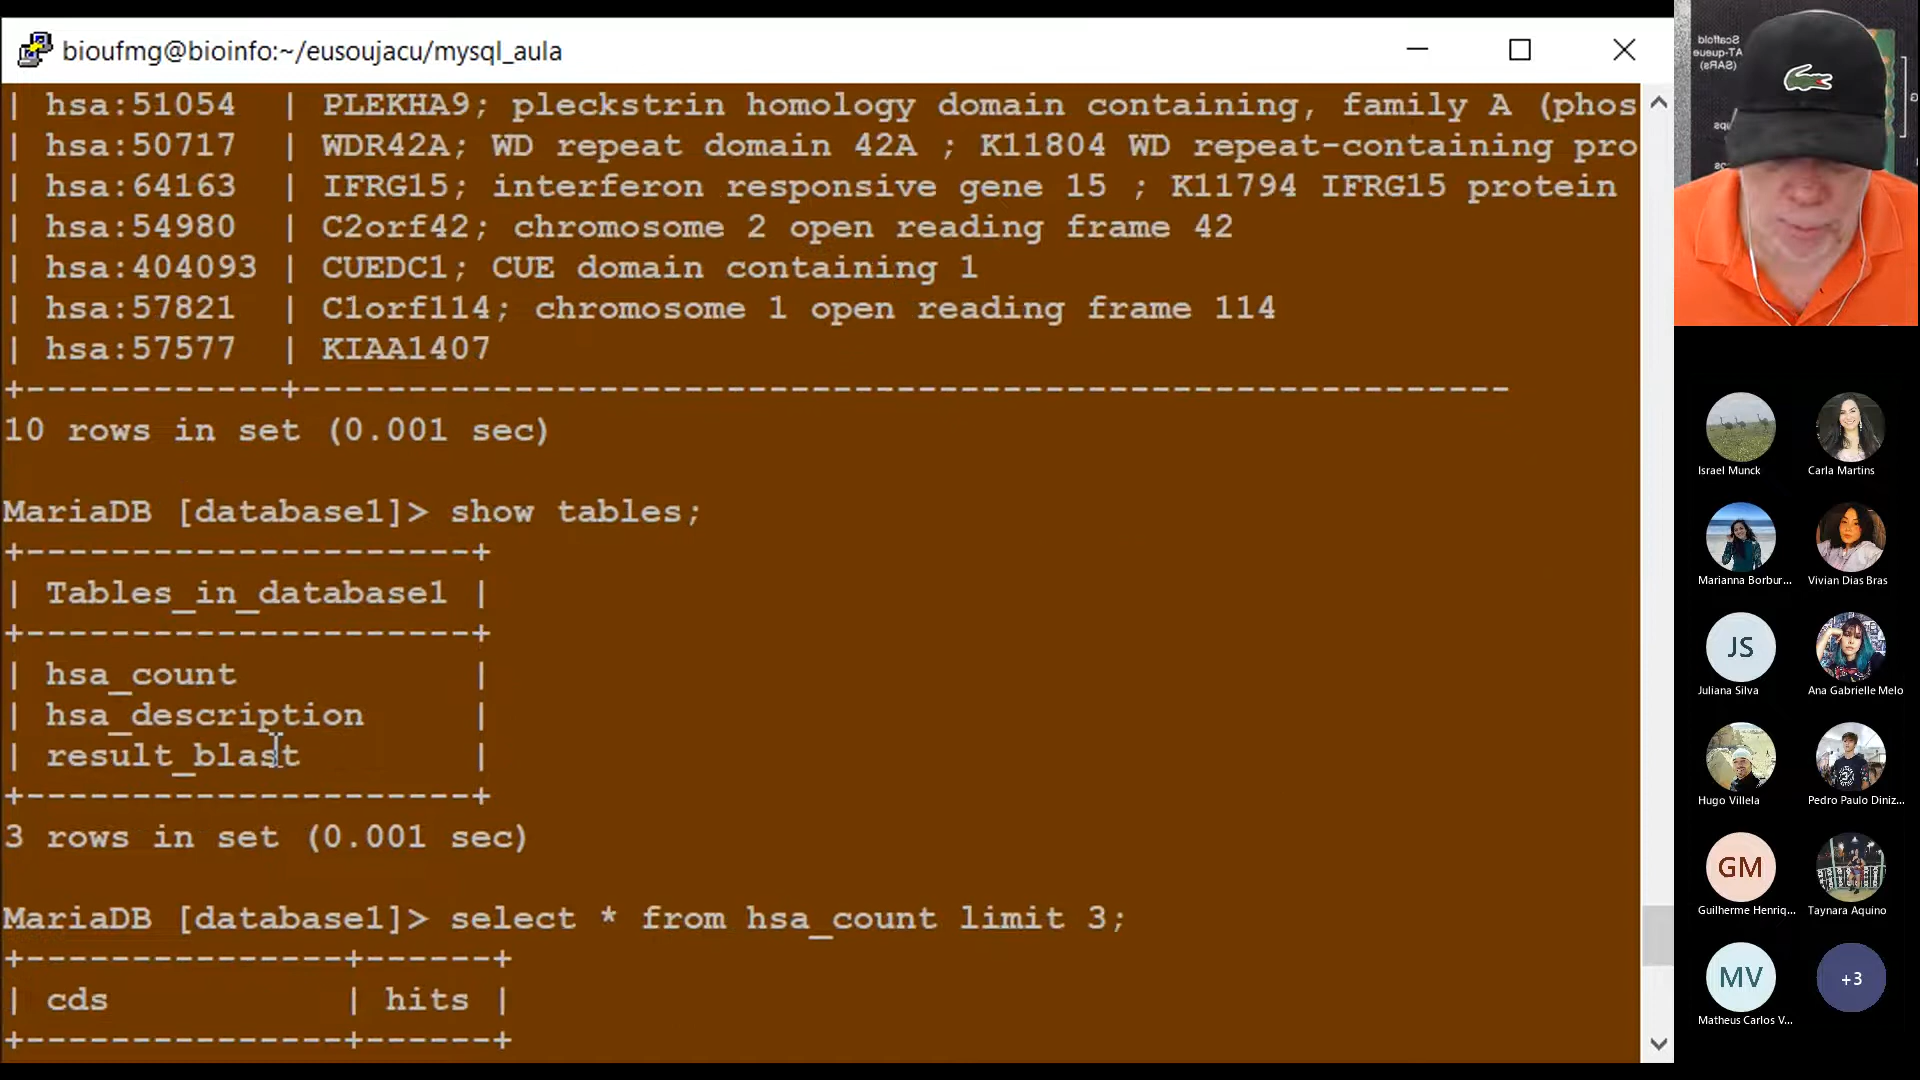 bioufmg@bioinfo:~/eusoujacu/mysql_aula
| hsa:51054 | PLEKHA9; pleckstrin homology domain containing, family A (phos
| hsa:50717 | WDR42A; WD repeat domain 42A ; K11804 WD repeat-containing pro
| hsa:64163 | IFRG15; interferon responsive gene 15 ; K11794 IFRG15 protein
| hsa:54980 | C2orf42; chromosome 2 open reading frame 42
| hsa:404093 | CUEDC1; CUE domain containing 1
| hsa:57821 | C1orf114; chromosome 1 open reading frame 114
| hsa:57577 | KIAA1407
10 rows in set (0.001 sec)
MariaDB [database1]> show tables;
| Tables_in_database1 |
| hsa_count |
| hsa_description |
| result_blast |
3 rows in set (0.001 sec)
MariaDB [database1]> select * from hsa_count limit 3;
| cds | hits |
Scaffold
AT-queue
(SARs)
Israel Munck
Carla Martins
Marianna Borbur...
Vivian Dias Bras
JS
Juliana Silva
Ana Gabrielle Melo
Hugo Villela
Pedro Paulo Diniz...
GM
Guilherme Henriq...
Taynara Aquino
MV
Matheus Carlos V...
+3